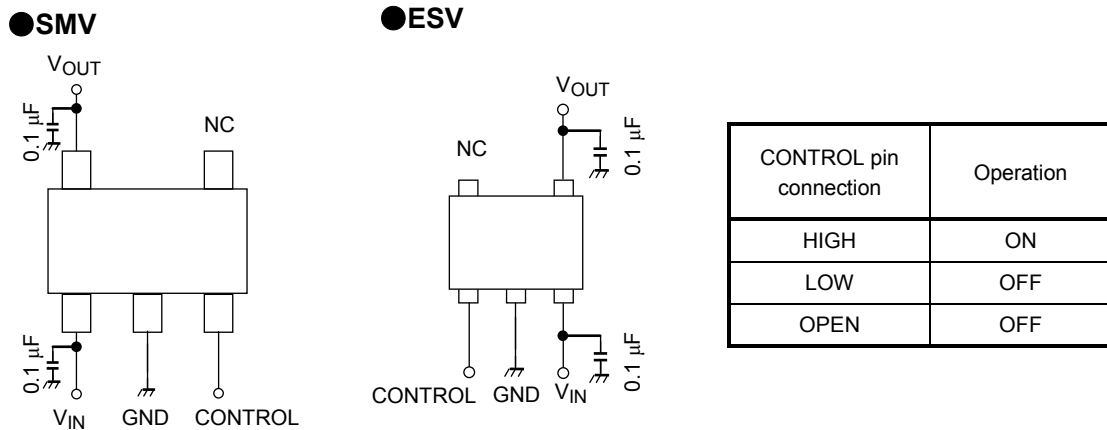 ●SMV
VOUT
0.1 μF
NC
0.1 μF
VIN
GND
CONTROL
●ESV
VOUT
NC
0.1 μF
0.1 μF
CONTROL
GND
VIN
CONTROL pin
connection
Operation
HIGH
ON
LOW
OFF
OPEN
OFF